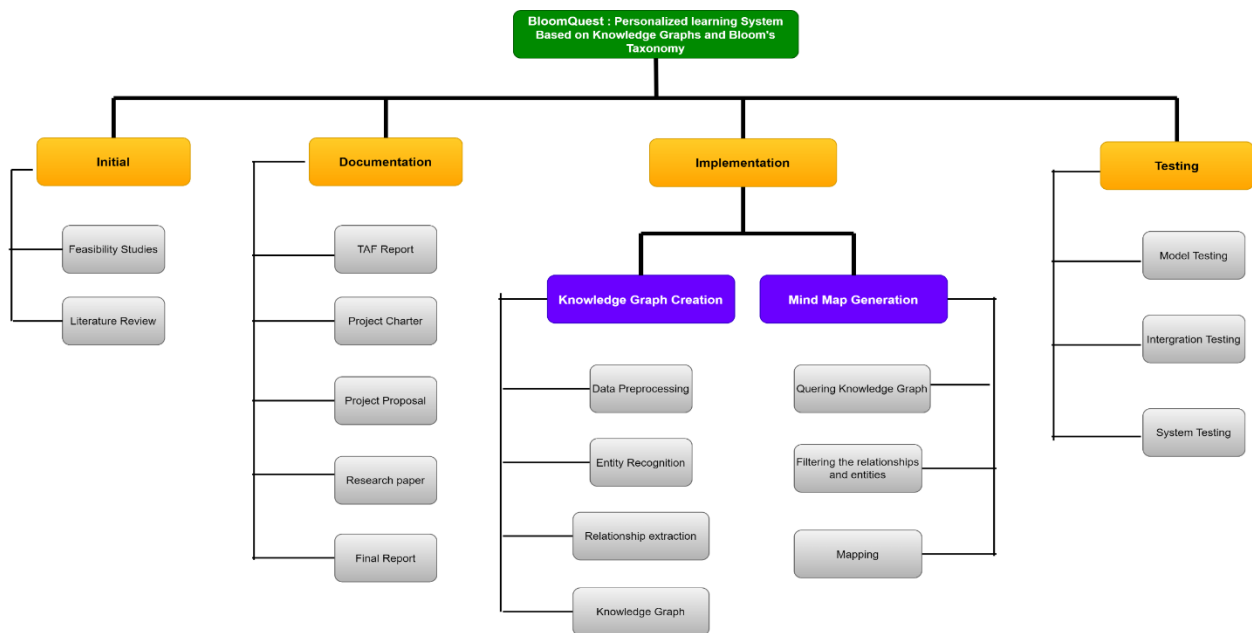 BloomQuest : Personalized learning System
Based on Knowledge Graphs and Bloom's
Taxonomy
Initial
Documentation
Implementation
Testing
Feasibility Studies
Literature Review
TAF Report
Project Charter
Project Proposal
Research paper
Final Report
Knowledge Graph Creation
Mind Map Generation
Data Preprocessing
Entity Recognition
Relationship extraction
Knowledge Graph
Quering Knowledge Graph
Filtering the relationships
and entities
Mapping
Model Testing
Intergration Testing
System Testing